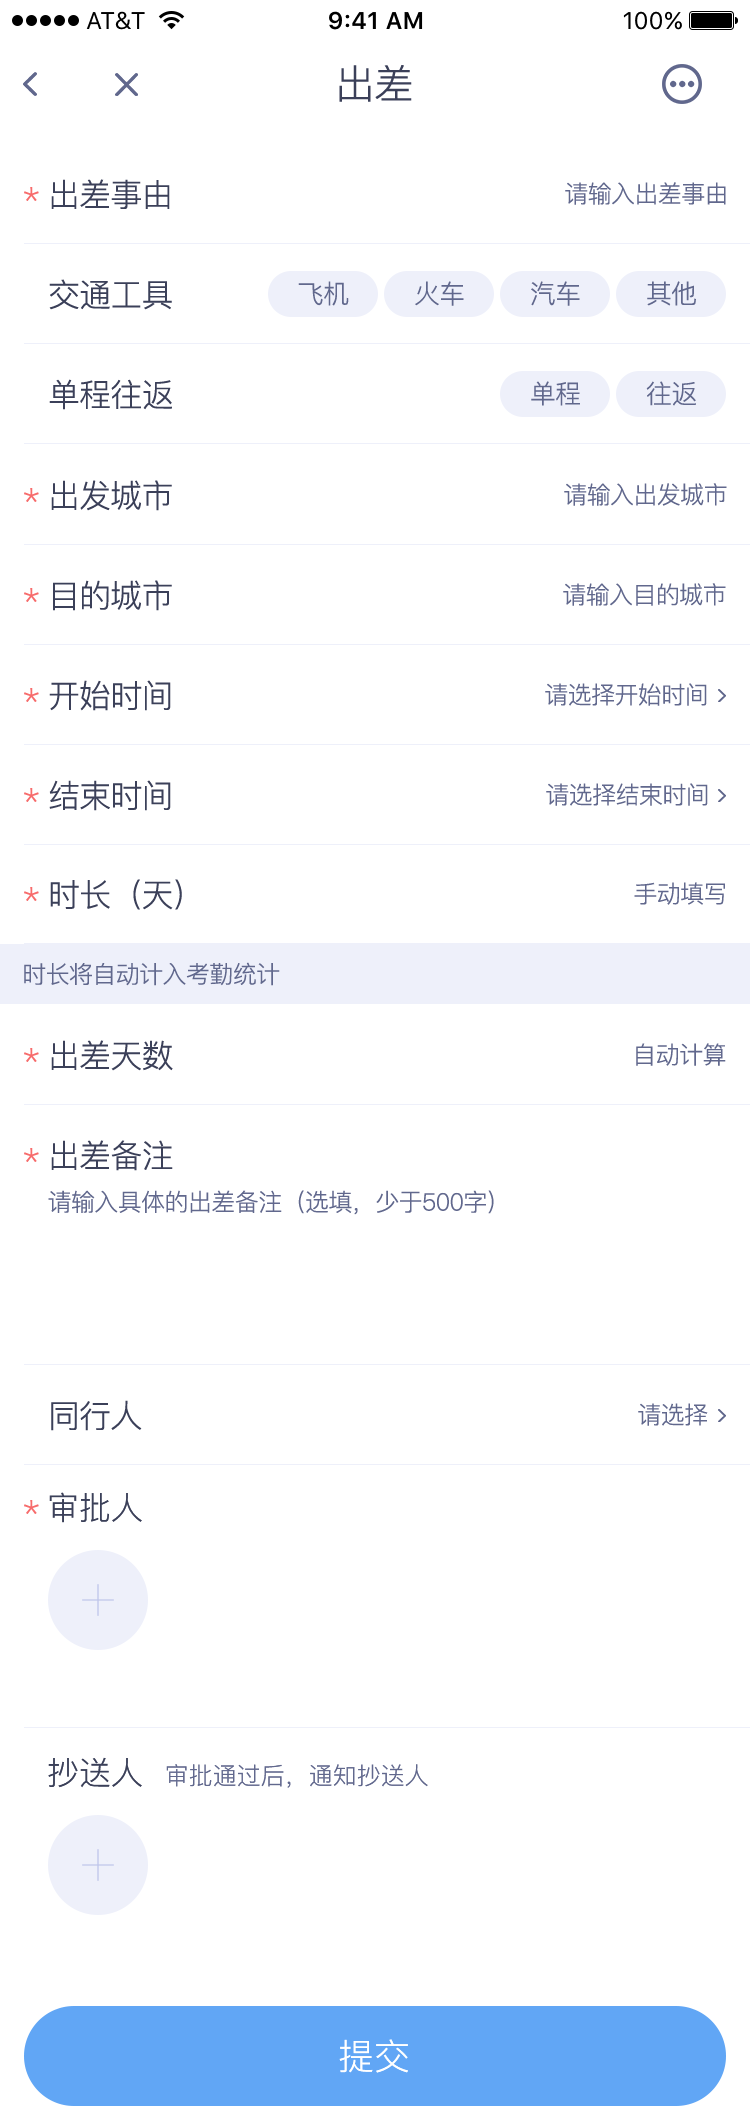 AT&T 9:41 AM 100%
出差
* 出差事由 请输入出差事由
交通工具 飞机 火车 汽车 其他
单程往返 单程 往返
* 出发城市 请输入出发城市
* 目的城市 请输入目的城市
* 开始时间 请选择开始时间
* 结束时间 请选择结束时间
* 时长（天） 手动填写
时长将自动计入考勤统计
* 出差天数 自动计算
* 出差备注
请输入具体的出差备注（选填，少于500字）
同行人 请选择
* 审批人
抄送人 审批通过后，通知抄送人
提交